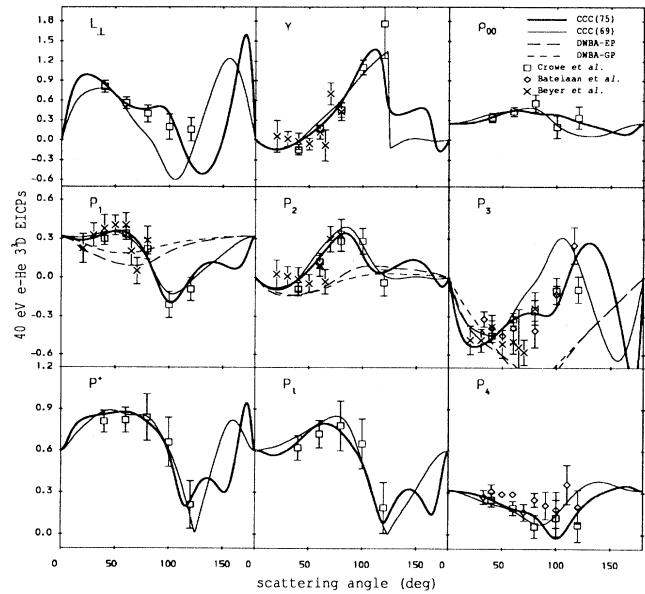 L⊥
γ
ρ00
CCC(75)
CCC(69)
DWBA-EP
DWBA-GP
Crowe et al.
Batelaan et al.
Beyer et al.
1.8
1.5
1.2
0.9
0.6
0.3
0.0
-0.3
-0.6
P1
P2
P3
0.6
0.3
0.0
-0.3
-0.6
1.2
40 eV e-He 3¹D EICPs
P⁺
Pl
P4
0.9
0.6
0.3
0.0
0 50 100 150 0 50 100 150 0 50 100 150
scattering angle (deg)